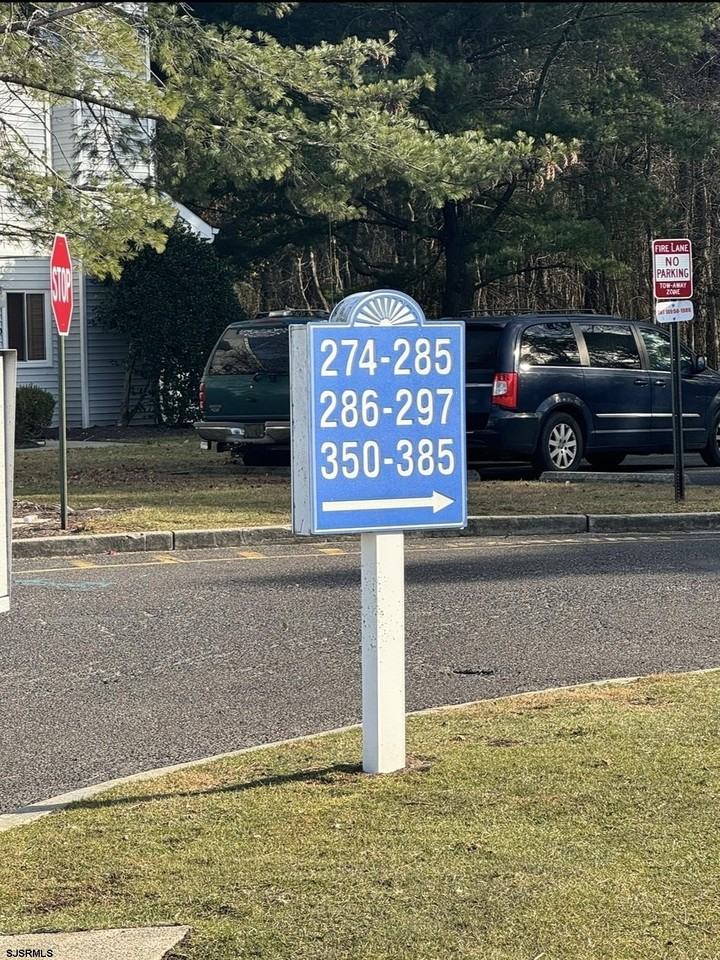 STOP
FIRE LANE
NO
PARKING
TOW-AWAY
ZONE
274-285
286-297
350-385
SJSRMLS